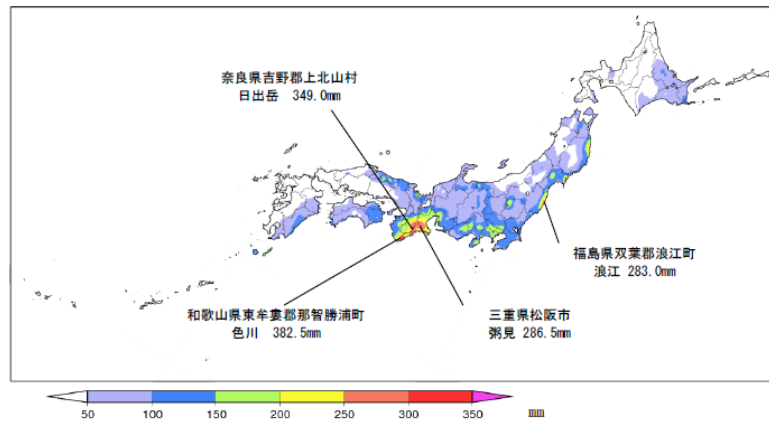 奈良県吉野郡上北山村
日出岳 349.0mm
福島県双葉郡浪江町
浪江 283.0mm
和歌山県東牟婁郡那智勝浦町
色川 382.5mm
三重県松阪市
粥見 286.5mm
50 100 150 200 250 300 350 mm